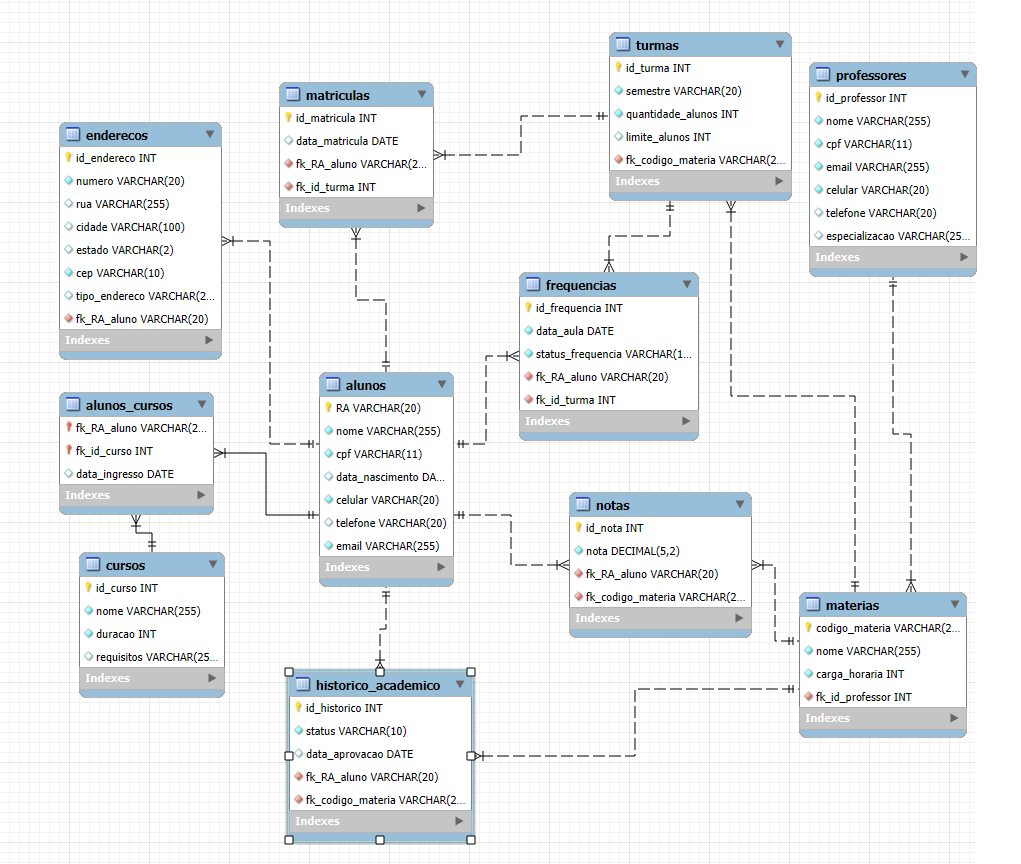 turmas
id_turma INT
semestre VARCHAR(20)
quantidade_alunos INT
limite_alunos INT
fk_codigo_materia VARCHAR(2...
Indexes
professores
id_professor INT
nome VARCHAR(255)
cpf VARCHAR(11)
email VARCHAR(255)
celular VARCHAR(20)
telefone VARCHAR(20)
especializacao VARCHAR(25...
Indexes
matriculas
id_matricula INT
data_matricula DATE
fk_RA_aluno VARCHAR(2...
fk_id_turma INT
Indexes
enderecos
id_endereco INT
numero VARCHAR(20)
rua VARCHAR(255)
cidade VARCHAR(100)
estado VARCHAR(2)
cep VARCHAR(10)
tipo_endereco VARCHAR(2...
fk_RA_aluno VARCHAR(20)
Indexes
frequencias
id_frequencia INT
data_aula DATE
status_frequencia VARCHAR(1...
fk_RA_aluno VARCHAR(20)
fk_id_turma INT
Indexes
alunos
RA VARCHAR(20)
nome VARCHAR(255)
cpf VARCHAR(11)
data_nascimento DA...
celular VARCHAR(20)
telefone VARCHAR(20)
email VARCHAR(255)
Indexes
alunos_cursos
fk_RA_aluno VARCHAR(2...
fk_id_curso INT
data_ingresso DATE
Indexes
notas
id_nota INT
nota DECIMAL(5,2)
fk_RA_aluno VARCHAR(20)
fk_codigo_materia VARCHAR(2...
Indexes
cursos
id_curso INT
nome VARCHAR(255)
duracao INT
requisitos VARCHAR(25...
Indexes
materias
codigo_materia VARCHAR(2...
nome VARCHAR(255)
carga_horaria INT
fk_id_professor INT
Indexes
historico_academico
id_historico INT
status VARCHAR(10)
data_aprovacao DATE
fk_RA_aluno VARCHAR(20)
fk_codigo_materia VARCHAR(2...
Indexes